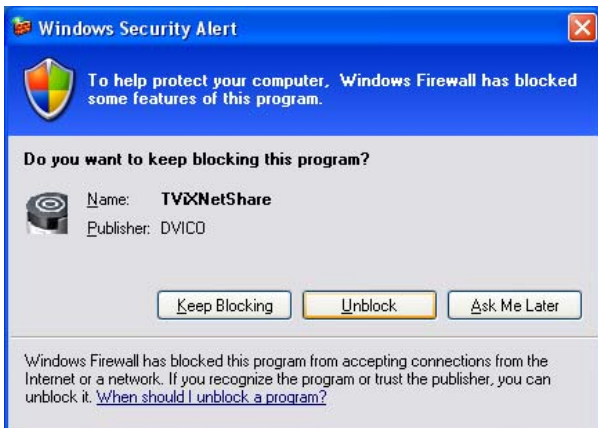 Windows Security Alert
To help protect your computer, Windows Firewall has blocked
some features of this program.
Do you want to keep blocking this program?
Name: TViXNetShare
Publisher: DVICO
Keep Blocking Unblock Ask Me Later
Windows Firewall has blocked this program from accepting connections from the
Internet or a network. If you recognize the program or trust the publisher, you can
unblock it. When should I unblock a program?